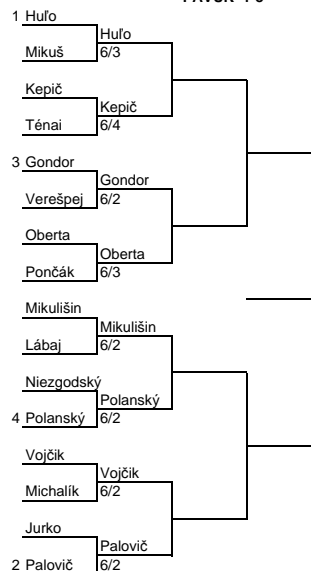 1 Huľo
Huľo
Mikuš 6/3
Kepič
Kepič
Ténai 6/4
3 Gondor
Gondor
Verešpej 6/2
Oberta
Oberta
Pončák 6/3
Mikulišin
Mikulišin
Lábaj 6/2
Niezgodský
Polanský
4 Polanský 6/2
Vojčik
Vojčik
Michalík 6/2
Jurko
Palovič
2 Palovič 6/2